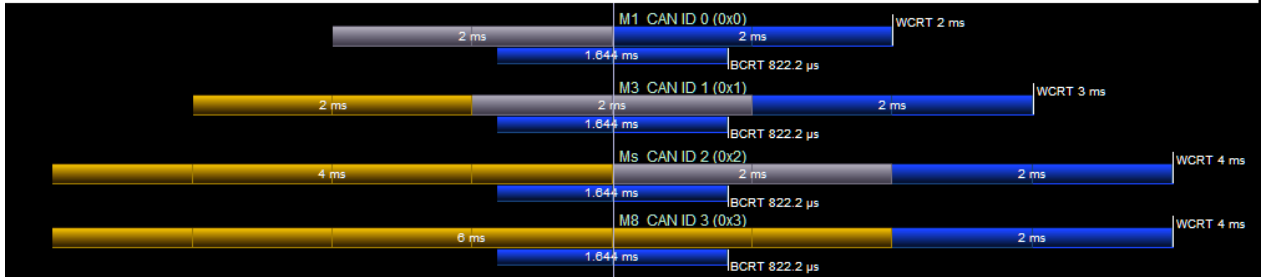 M1 CAN ID 0 (0x0)
WCRT 2 ms
2 ms 2 ms
1.644 ms
BCRT 822.2 µs
M3 CAN ID 1 (0x1)
WCRT 3 ms
2 ms 2 ms 2 ms
1.644 ms
BCRT 822.2 µs
Ms CAN ID 2 (0x2)
WCRT 4 ms
4 ms 2 ms 2 ms
1.644 ms
BCRT 822.2 µs
M8 CAN ID 3 (0x3)
WCRT 4 ms
6 ms 2 ms
1.644 ms
BCRT 822.2 µs